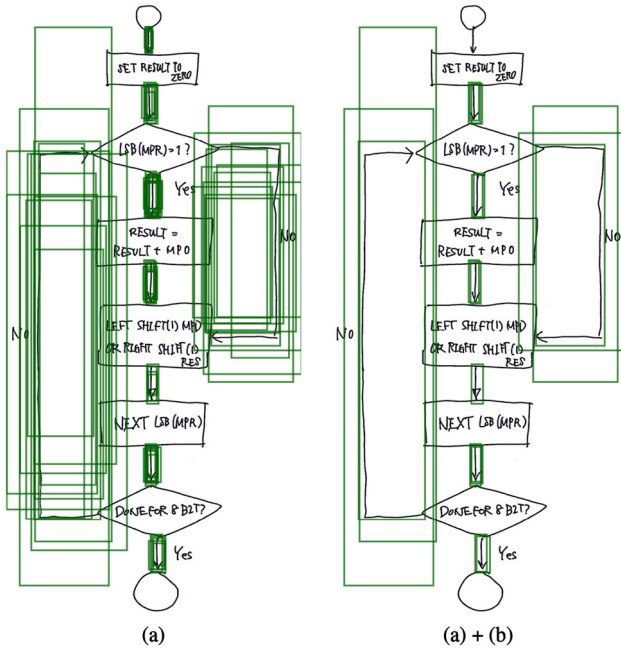 SET RESULT TO
ZERO
LSB(MPR)=1?
Yes
RESULT =
RESULT + MPD
NO
LEFT SHIFT(1) MPD
OR RIGHT SHIFT(1)
RES
NO
NEXT LSB(MPR)
DONE FOR 8 BIT?
Yes
(a)
SET RESULT TO
ZERO
LSB(MPR)=1?
Yes
RESULT =
RESULT + MPD
NO
LEFT SHIFT(1) MPD
OR RIGHT SHIFT(1)
RES
NO
NEXT LSB(MPR)
DONE FOR 8 BIT?
Yes
(a) + (b)